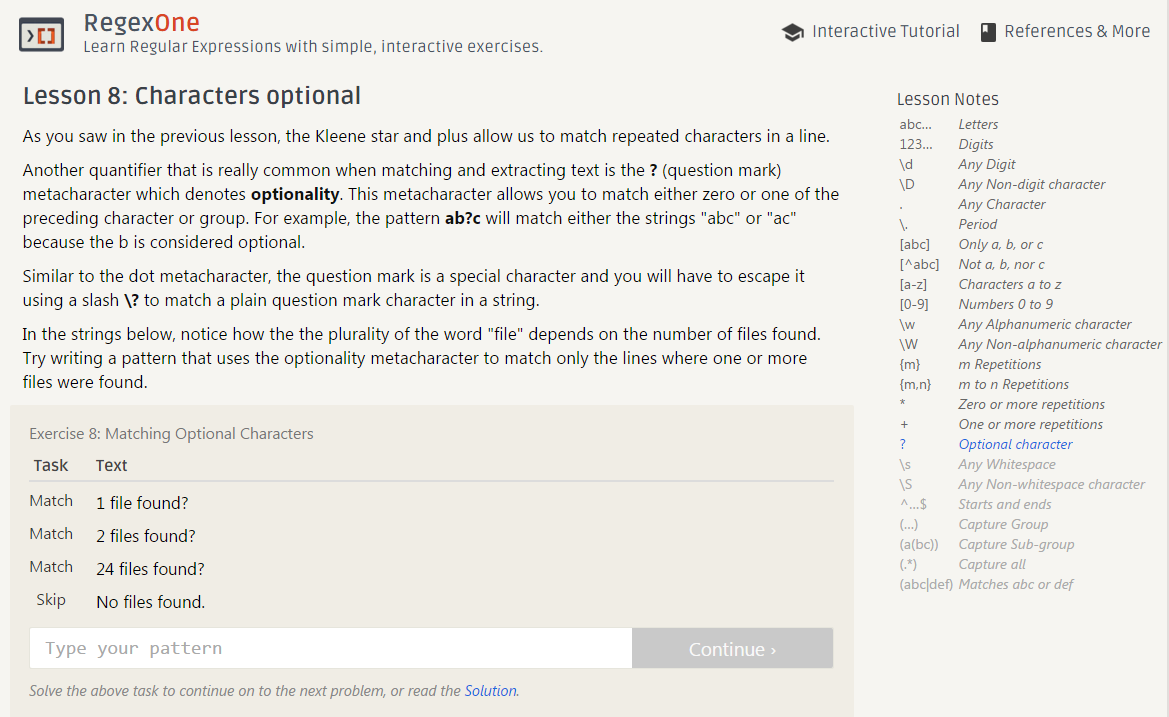 RegexOne
Learn Regular Expressions with simple, interactive exercises.
Interactive Tutorial
References & More
Lesson 8: Characters optional
As you saw in the previous lesson, the Kleene star and plus allow us to match repeated characters in a line.
Another quantifier that is really common when matching and extracting text is the ? (question mark)
metacharacter which denotes optionality. This metacharacter allows you to match either zero or one of the
preceding character or group. For example, the pattern ab?c will match either the strings "abc" or "ac"
because the b is considered optional.
Similar to the dot metacharacter, the question mark is a special character and you will have to escape it
using a slash \? to match a plain question mark character in a string.
In the strings below, notice how the the plurality of the word "file" depends on the number of files found.
Try writing a pattern that uses the optionality metacharacter to match only the lines where one or more
files were found.
Exercise 8: Matching Optional Characters
Task Text
Match 1 file found?
Match 2 files found?
Match 24 files found?
Skip No files found.
Type your pattern
Continue ›
Solve the above task to continue on to the next problem, or read the Solution.
Lesson Notes
abc... Letters
123... Digits
\d Any Digit
\D Any Non-digit character
. Any Character
\. Period
[abc] Only a, b, or c
[^abc] Not a, b, nor c
[a-z] Characters a to z
[0-9] Numbers 0 to 9
\w Any Alphanumeric character
\W Any Non-alphanumeric character
{m} m Repetitions
{m,n} m to n Repetitions
* Zero or more repetitions
+ One or more repetitions
? Optional character
\s Any Whitespace
\S Any Non-whitespace character
^...$ Starts and ends
(...) Capture Group
(a(bc)) Capture Sub-group
(.*) Capture all
(abc|def) Matches abc or def